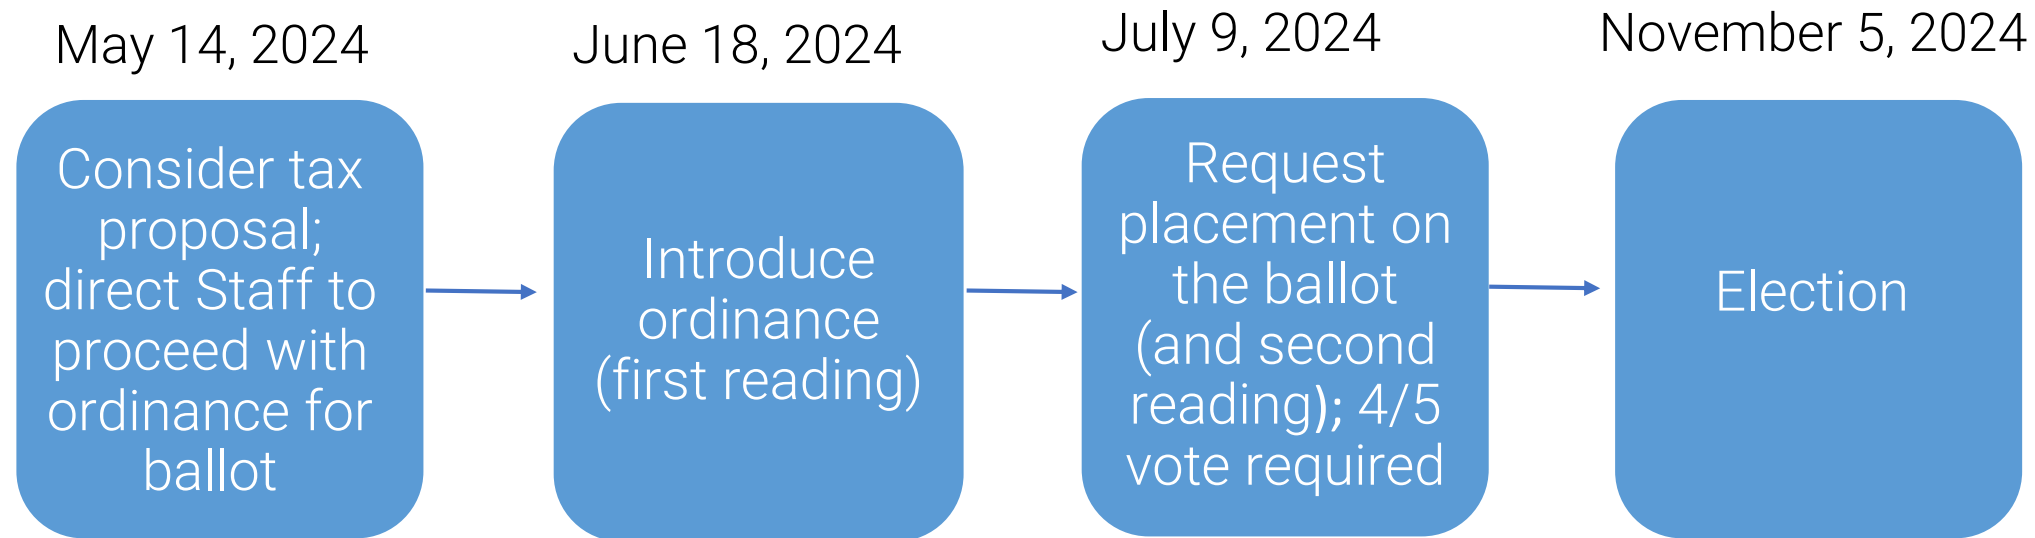 May 14, 2024
Consider tax
proposal;
direct Staff to
proceed with
ordinance for
ballot
June 18, 2024
Introduce
ordinance
(first reading)
July 9, 2024
Request
placement on
the ballot
(and second
reading); 4/5
vote required
November 5, 2024
Election